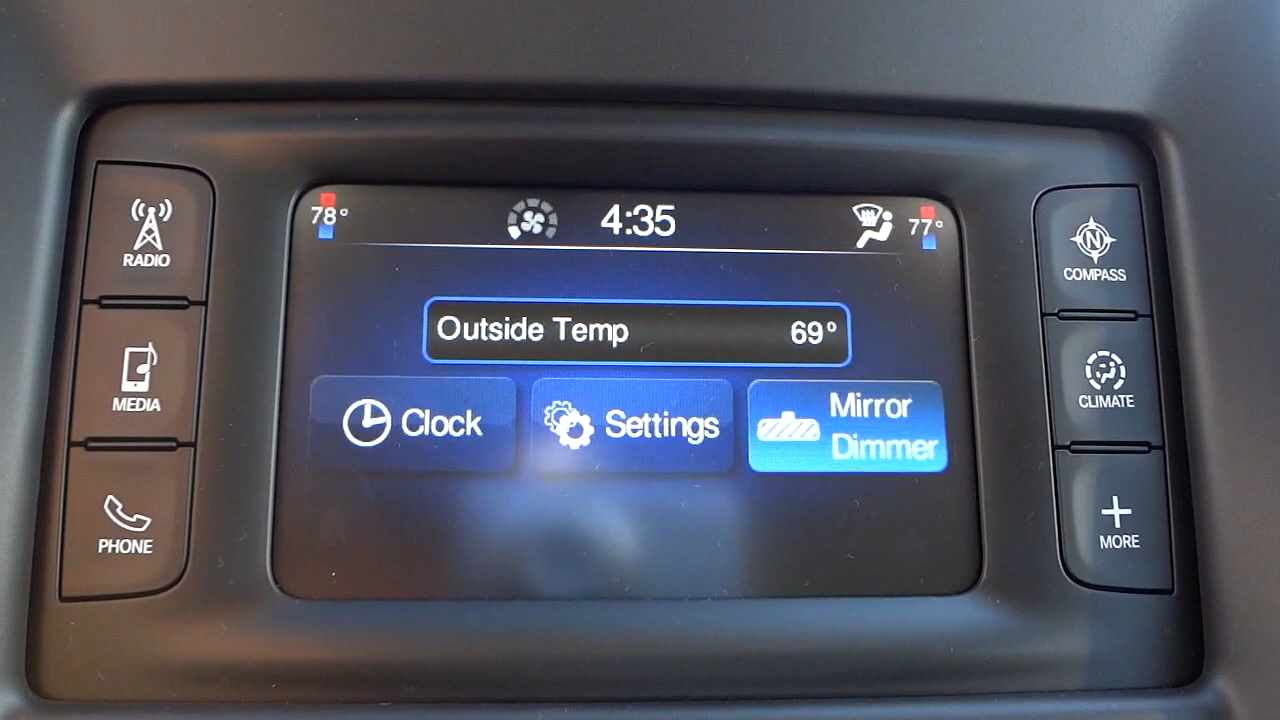 78°
4:35
77°
RADIO
N
COMPASS
Outside Temp 69°
MEDIA
CLIMATE
Clock
Settings
Mirror
Dimmer
PHONE
MORE